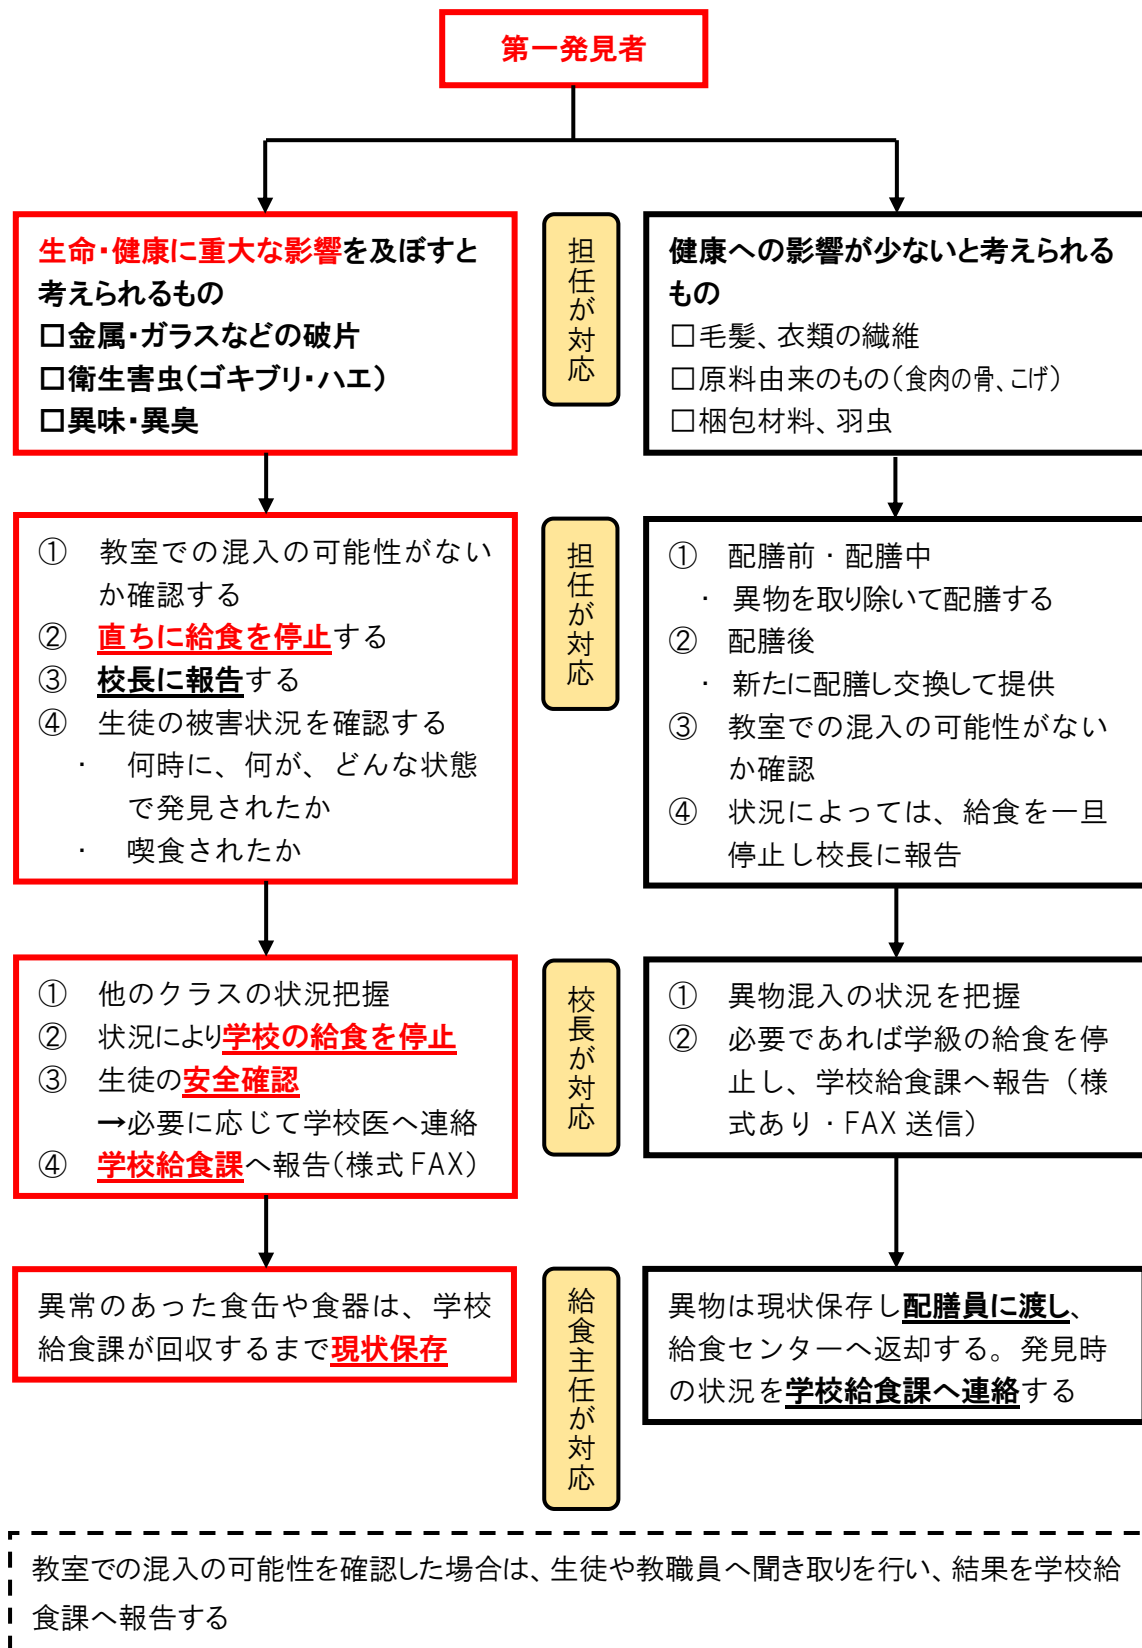 第一発見者
生命・健康に重大な影響を及ぼすと
考えられるもの
□金属・ガラスなどの破片
□衛生害虫(ゴキブリ・ハエ)
□異味・異臭
担任が対応
健康への影響が少ないと考えられる
もの
□毛髪、衣類の繊維
□原料由来のもの(食肉の骨、こげ)
□梱包材料、羽虫
① 教室での混入の可能性がない
か確認する
② 直ちに給食を停止する
③ 校長に報告する
④ 生徒の被害状況を確認する
・ 何時に、何が、どんな状態
で発見されたか
・ 喫食されたか
担任が対応
① 配膳前・配膳中
・ 異物を取り除いて配膳する
② 配膳後
・ 新たに配膳し交換して提供
③ 教室での混入の可能性がない
か確認
④ 状況によっては、給食を一旦
停止し校長に報告
① 他のクラスの状況把握
② 状況により学校の給食を停止
③ 生徒の安全確認
→必要に応じて学校医へ連絡
④ 学校給食課へ報告(様式FAX)
校長が対応
① 異物混入の状況を把握
② 必要であれば学級の給食を停
止し、学校給食課へ報告(様
式あり・FAX送信)
異常のあった食缶や食器は、学校
給食課が回収するまで現状保存
給食主任が対応
異物は現状保存し配膳員に渡し、
給食センターへ返却する。発見時
の状況を学校給食課へ連絡する
教室での混入の可能性を確認した場合は、生徒や教職員へ聞き取りを行い、結果を学校給
食課へ報告する